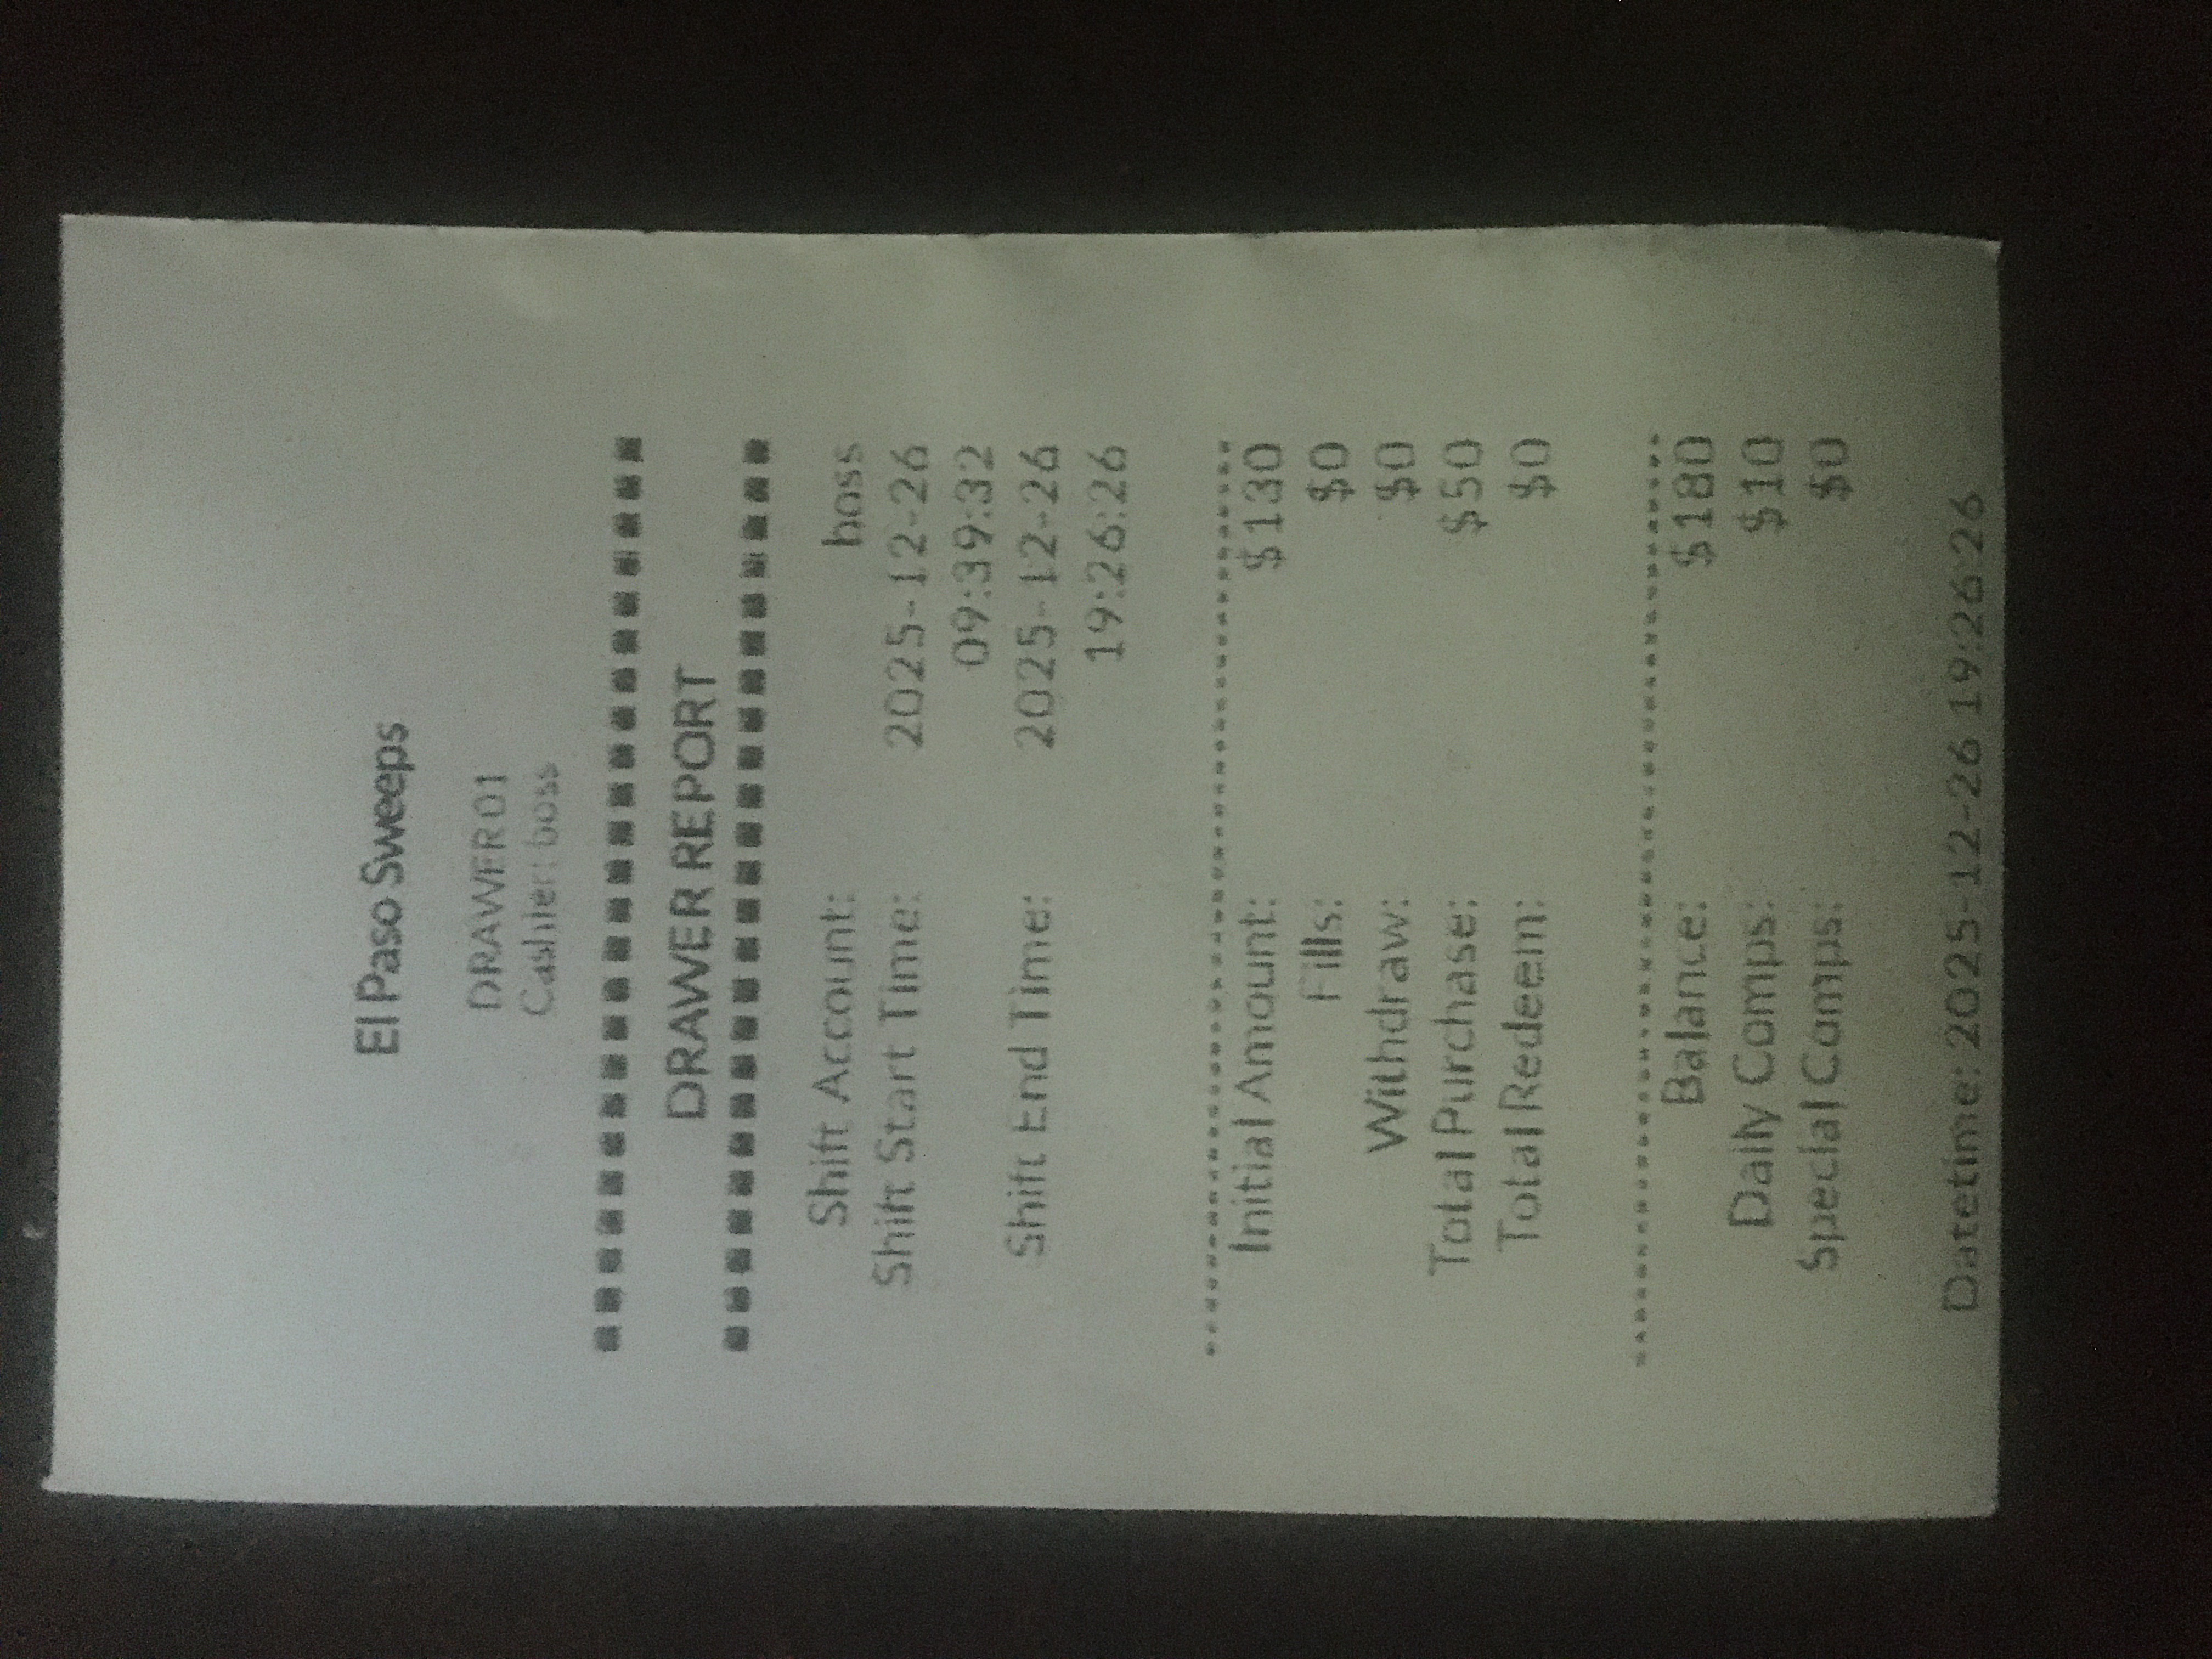 El Paso Sweeps
DRAWER 01
Cashier: boss
DRAWER REPORT
Shift Account: boss
Shift Start Time: 2025-12-26
09:39:32
Shift End Time: 2025-12-26
19:26:26
Initial Amount: $130
Fills: $0
Withdraw: $0
Total Purchase: $50
Total Redeem: $0
Balance: $180
Daily Comps: $10
Special Comps: $0
Datetime: 2025-12-26 19:26:26